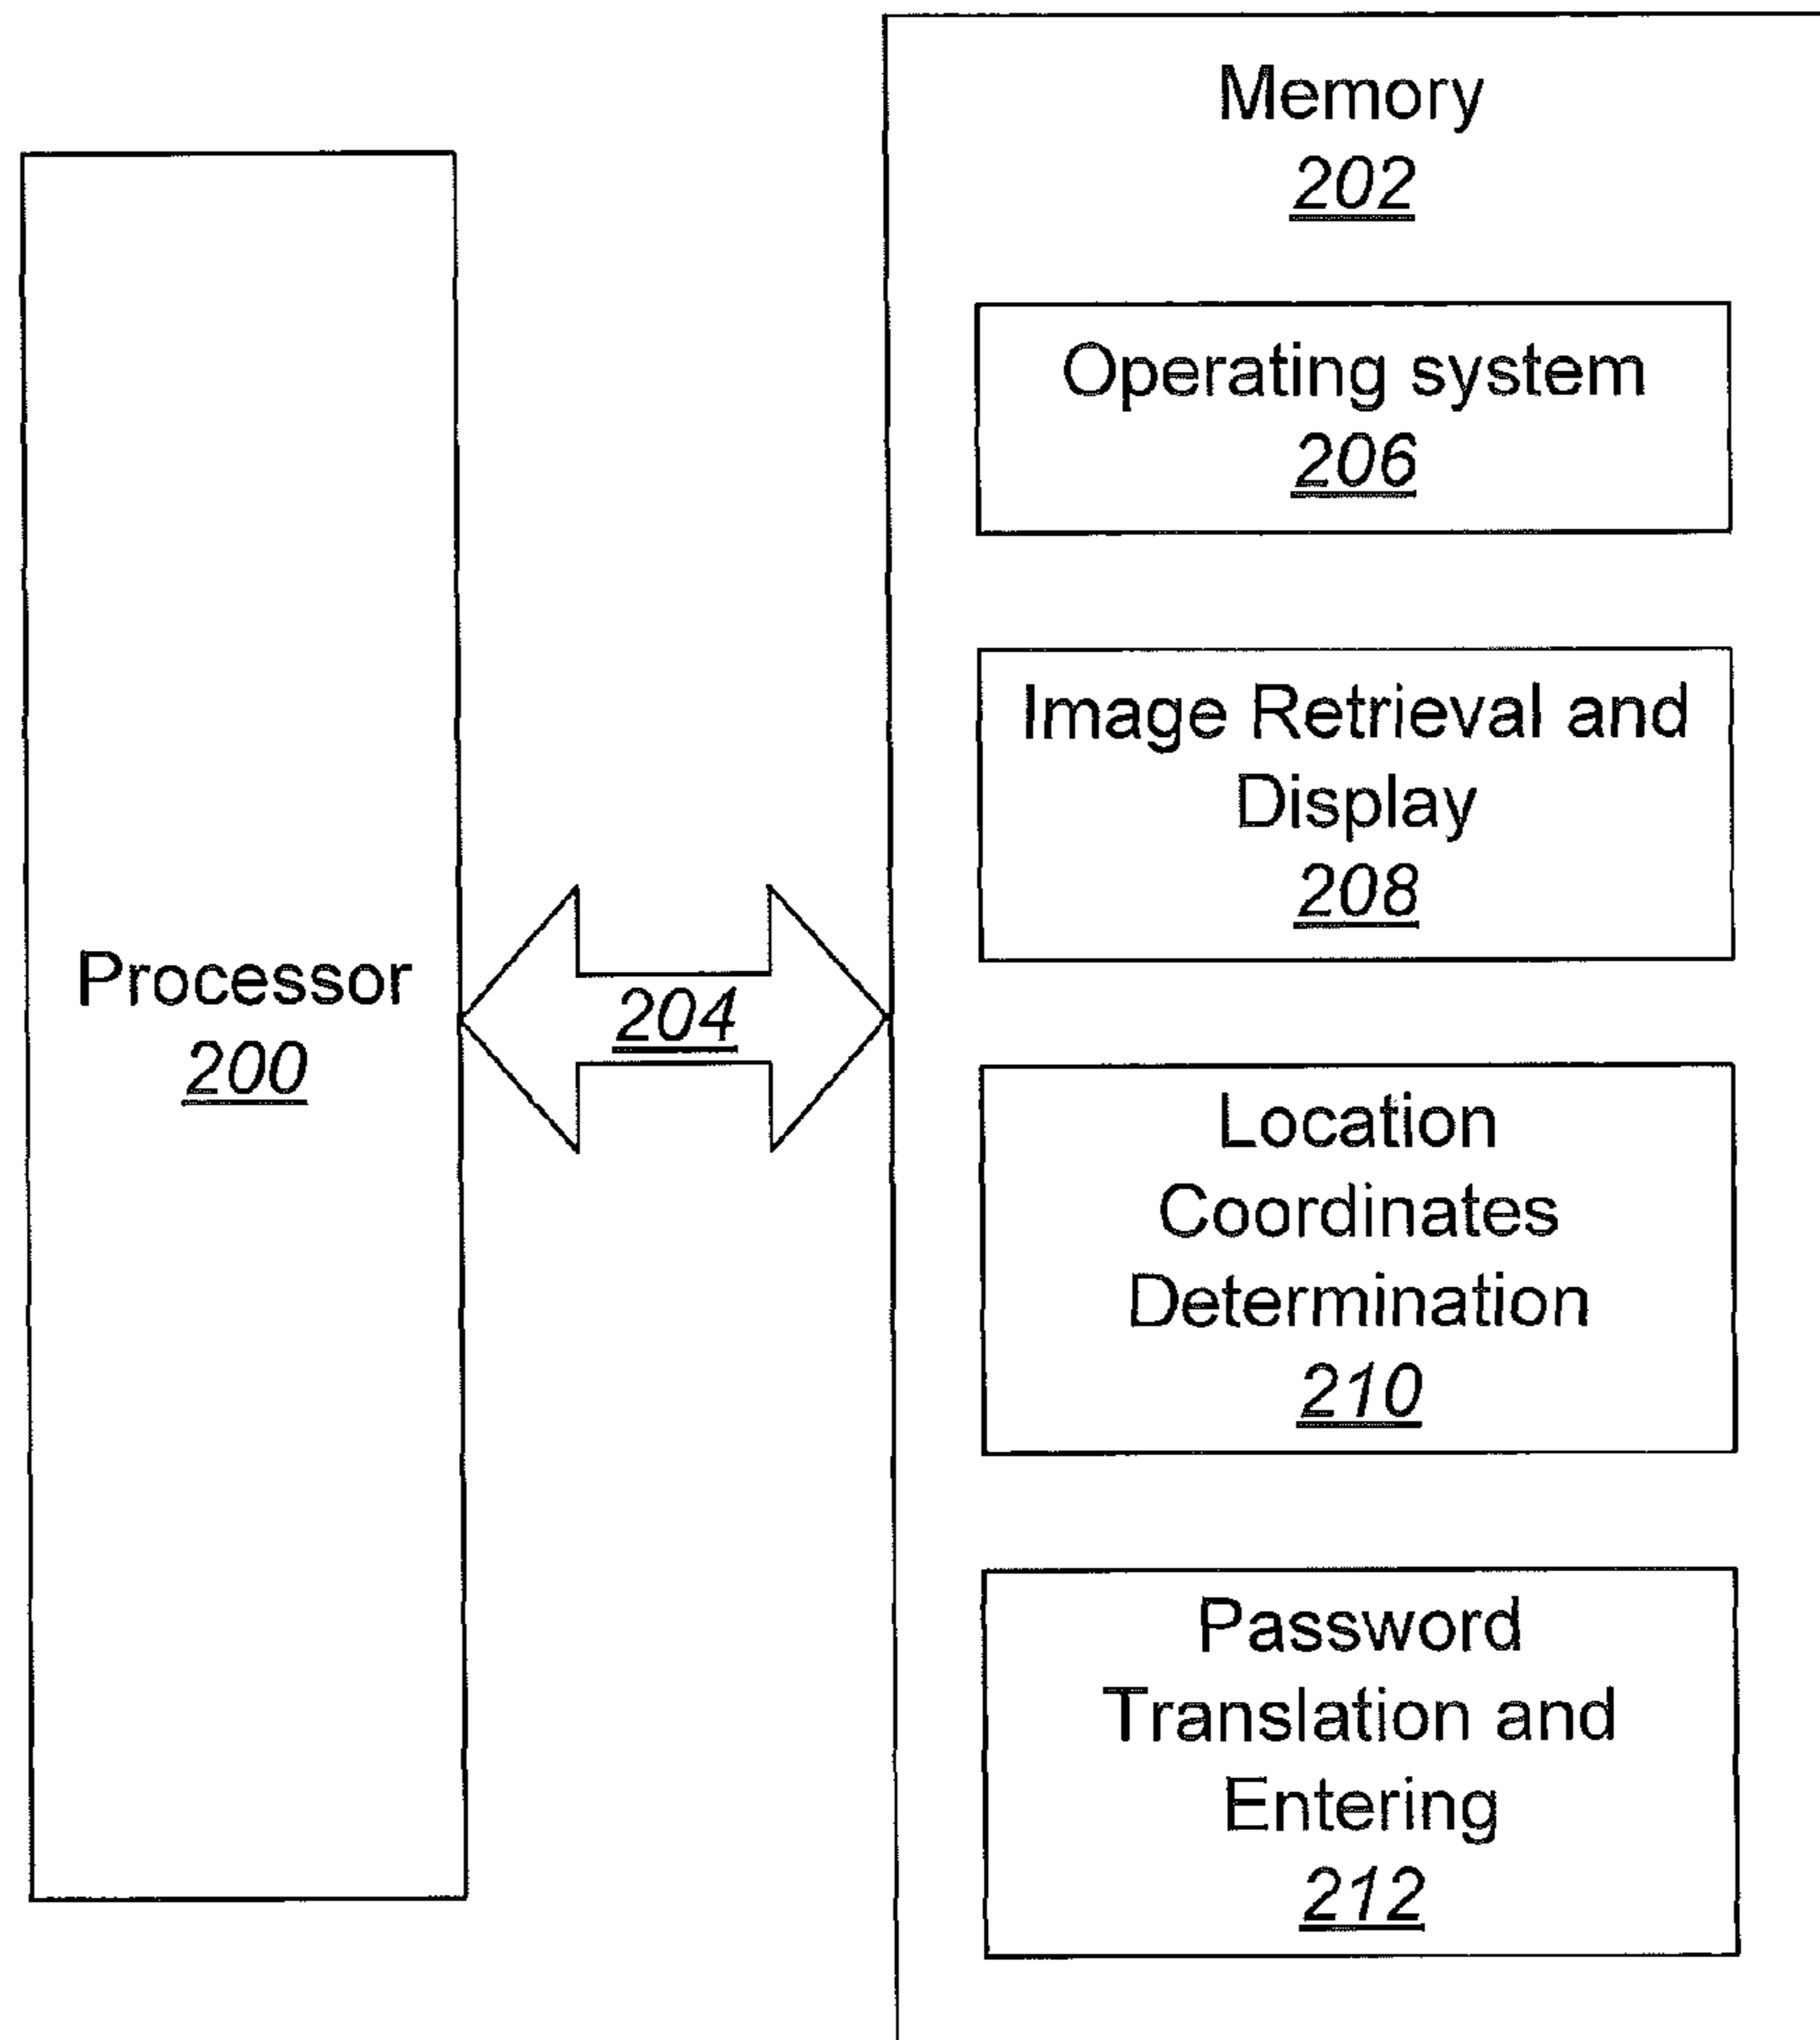 Memory
202
Operating system
206
Image Retrieval and
Display
208
Processor
200
204
Location
Coordinates
Determination
210
Password
Translation and
Entering
212